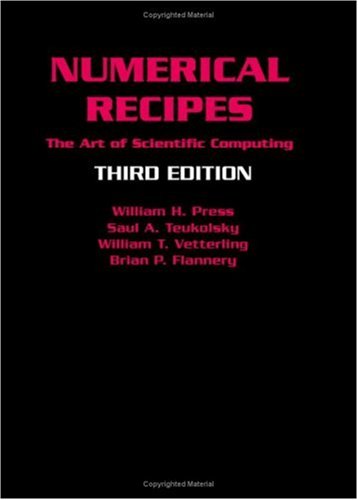 Copyrighted Material
NUMERICAL
RECIPES
The Art of Scientific Computing
THIRD EDITION
William H. Press
Saul A. Teukolsky
William T. Vetterling
Brian P. Flannery
Copyrighted Material